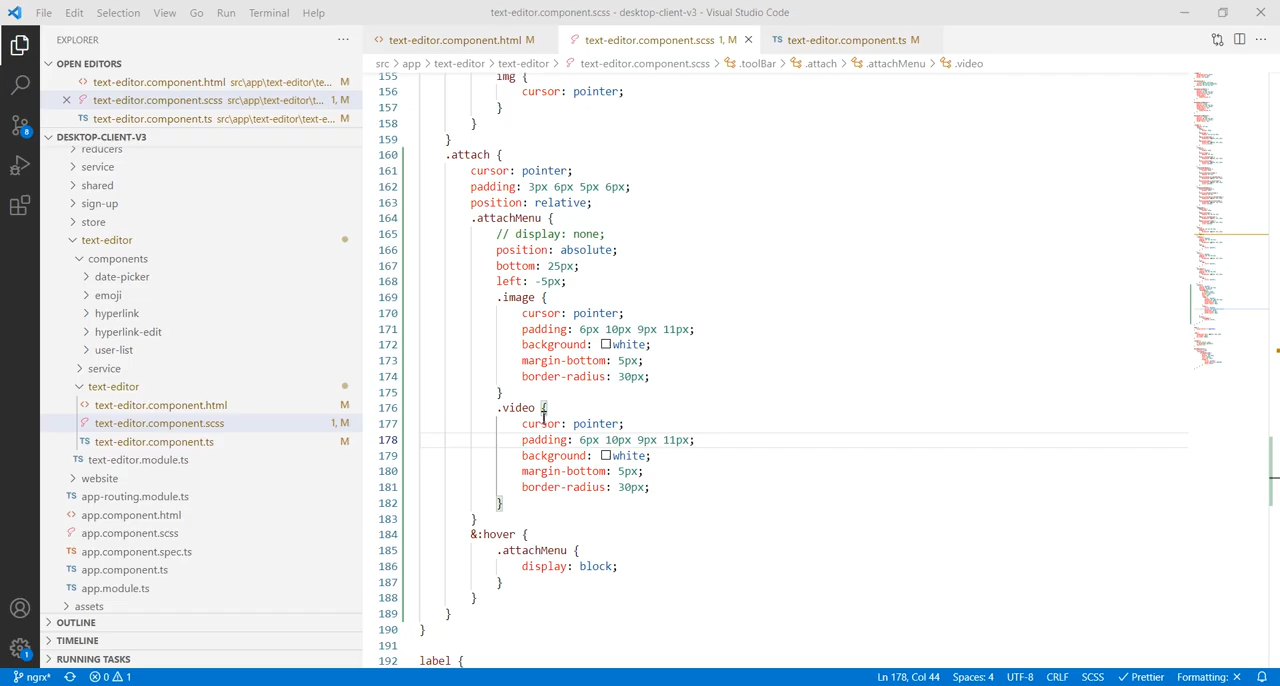 File Edit Selection View Go Run Terminal Help
text-editor.component.scss - desktop-client-v3 - Visual Studio Code
EXPLORER
OPEN EDITORS
text-editor.component.html src\app\text-editor\te... M
text-editor.component.scss src\app\text-editor\t... 1, M
text-editor.component.ts src\app\text-editor\text-e... M
DESKTOP-CLIENT-V3
reducers
service
shared
sign-up
store
text-editor
components
date-picker
emoji
hyperlink
hyperlink-edit
user-list
service
text-editor
text-editor.component.html M
text-editor.component.scss 1, M
text-editor.component.ts M
text-editor.module.ts
website
app-routing.module.ts
app.component.html
app.component.scss
app.component.spec.ts
app.component.ts
app.module.ts
assets
OUTLINE
TIMELINE
RUNNING TASKS
text-editor.component.html M
text-editor.component.scss 1, M
text-editor.component.ts M
src > app > text-editor > text-editor > text-editor.component.scss > .toolBar > .attach > .attachMenu > .video
155 img {
156 cursor: pointer;
157 }
158 }
159 }
160 .attach {
161 cursor: pointer;
162 padding: 3px 6px 5px 6px;
163 position: relative;
164 .attachMenu {
165 // display: none;
166 position: absolute;
167 bottom: 25px;
168 left: -5px;
169 .image {
170 cursor: pointer;
171 padding: 6px 10px 9px 11px;
172 background: white;
173 margin-bottom: 5px;
174 border-radius: 30px;
175 }
176 .video {
177 cursor: pointer;
178 padding: 6px 10px 9px 11px;
179 background: white;
180 margin-bottom: 5px;
181 border-radius: 30px;
182 }
183 }
184 &:hover {
185 .attachMenu {
186 display: block;
187 }
188 }
189 }
190 }
191
192 label {
8
1
ngrx* 0 1
Ln 178, Col 44 Spaces: 4 UTF-8 CRLF SCSS Prettier Formatting: ×